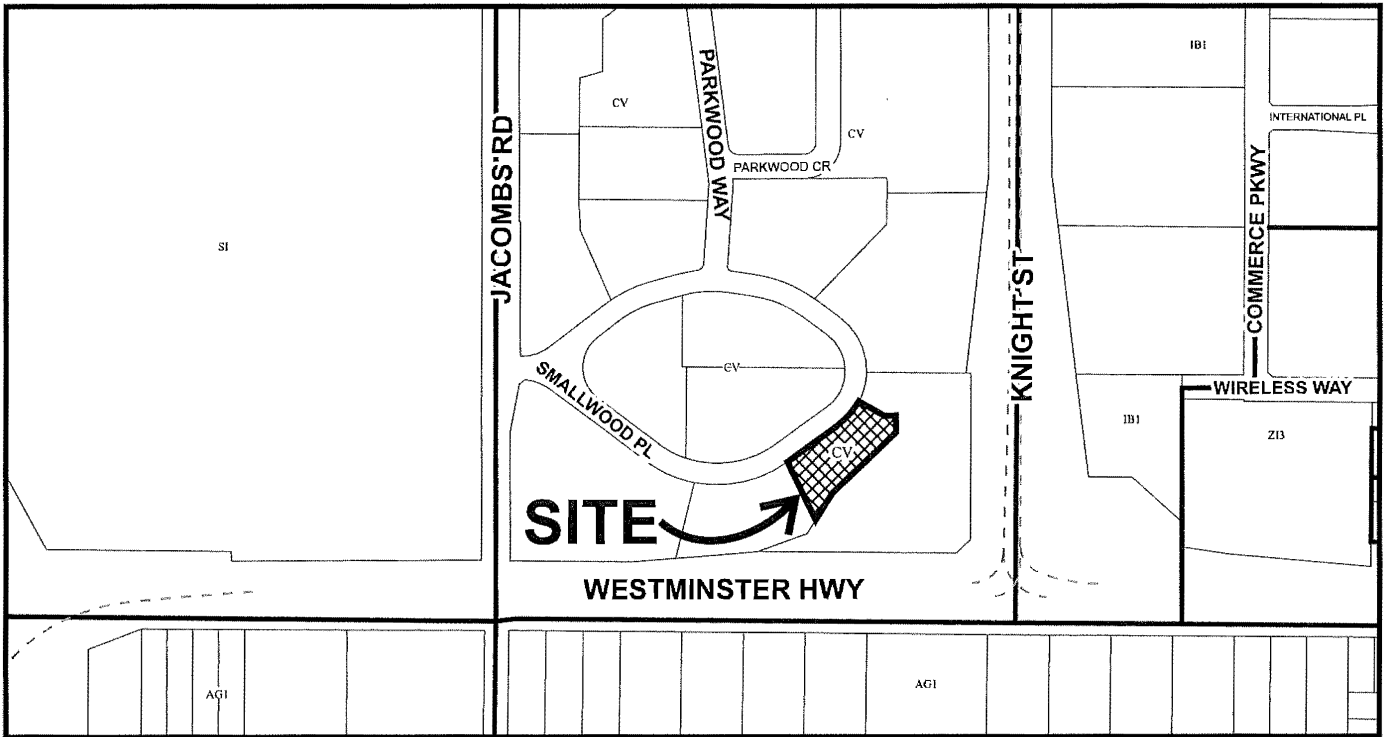 IB1
CV
PARKWOOD WAY
INTERNATIONAL PL
JACOBS'RD
CV
PARKWOOD CR
COMMERCE PKWY
SI
KNIGHT ST
CV
SMALLWOOD PL
WIRELESS WAY
IB1
ZI3
CV
SITE
WESTMINSTER HWY
AG1
AG1